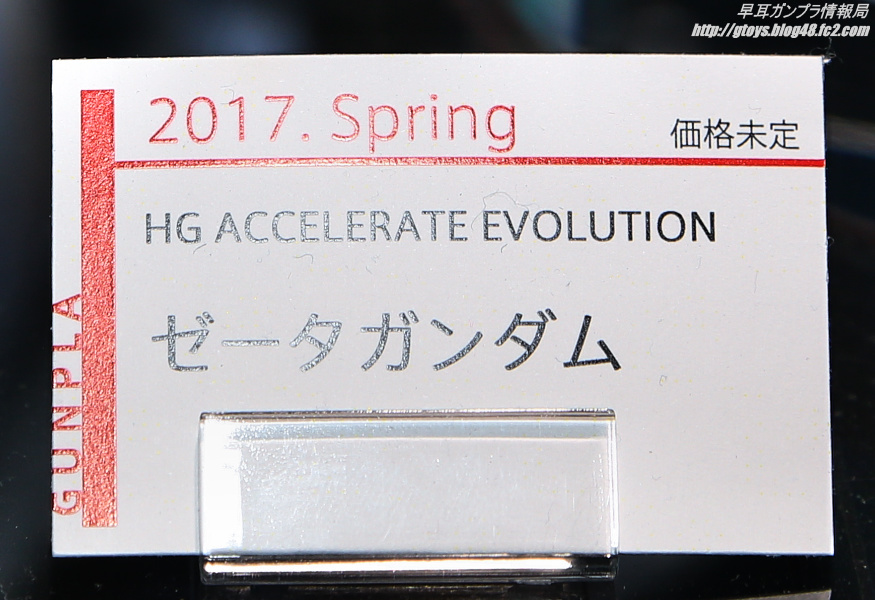 早耳ガンプラ情報局
http://gtoys.blog48.fc2.com
2017. Spring
価格未定
HG ACCELERATE EVOLUTION
ゼータガンダム
GUNPLA